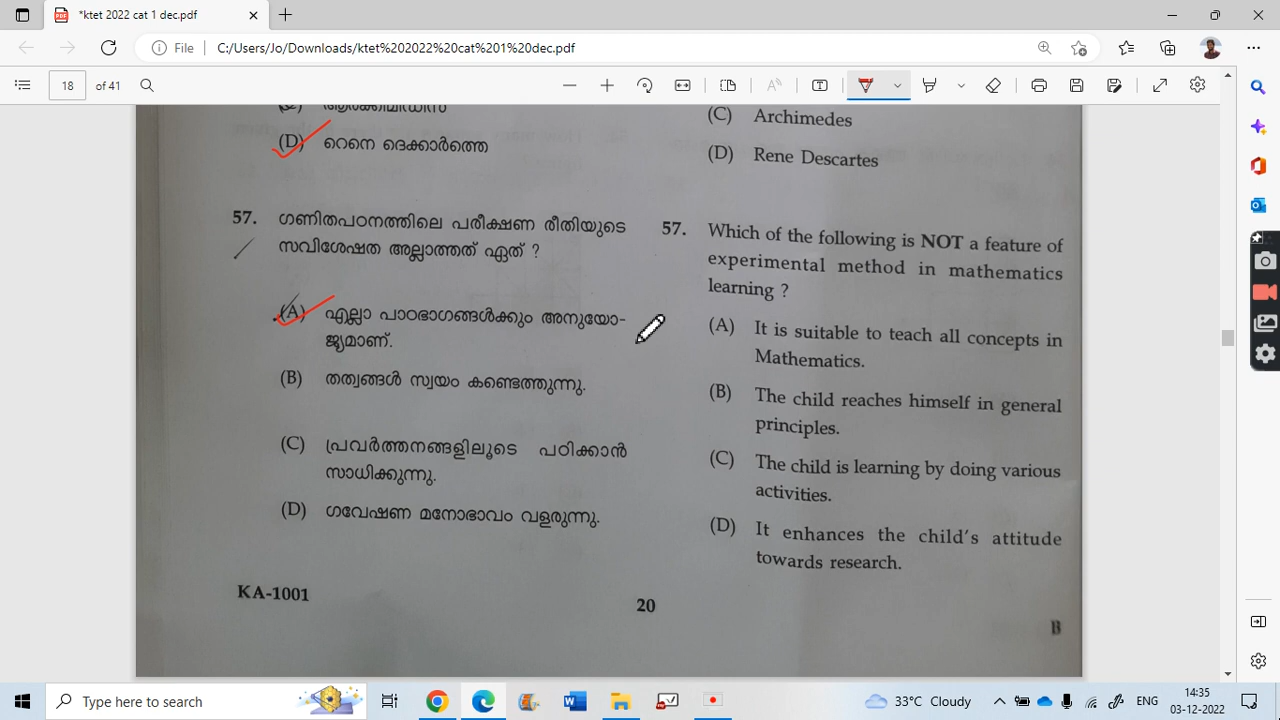 *ktet 2022 cat 1 dec.pdf
File
C:/Users/Jo/Downloads/ktet%202022%20cat%201%20dec.pdf
18 of 41
(C) ആർക്കിമിഡിസ്
(D) റെനെ ദെക്കാർത്തെ
57. ഗണിതപഠനത്തിലെ പരീക്ഷണ രീതിയുടെ
സവിശേഷത അല്ലാത്തത് ഏത് ?
(A) എല്ലാ പാഠഭാഗങ്ങൾക്കും അനുയോ-
ജ്യമാണ്.
(B) തത്വങ്ങൾ സ്വയം കണ്ടെത്തുന്നു.
(C) പ്രവർത്തനങ്ങളിലൂടെ പഠിക്കാൻ
സാധിക്കുന്നു.
(D) ഗവേഷണ മനോഭാവം വളരുന്നു.
KA-1001
20
(C) Archimedes
(D) Rene Descartes
57. Which of the following is NOT a feature of
experimental method in mathematics
learning ?
(A) It is suitable to teach all concepts in
Mathematics.
(B) The child reaches himself in general
principles.
(C) The child is learning by doing various
activities.
(D) It enhances the child's attitude
towards research.
B
Type here to search
33°C Cloudy
ENG
14:35
03-12-2022